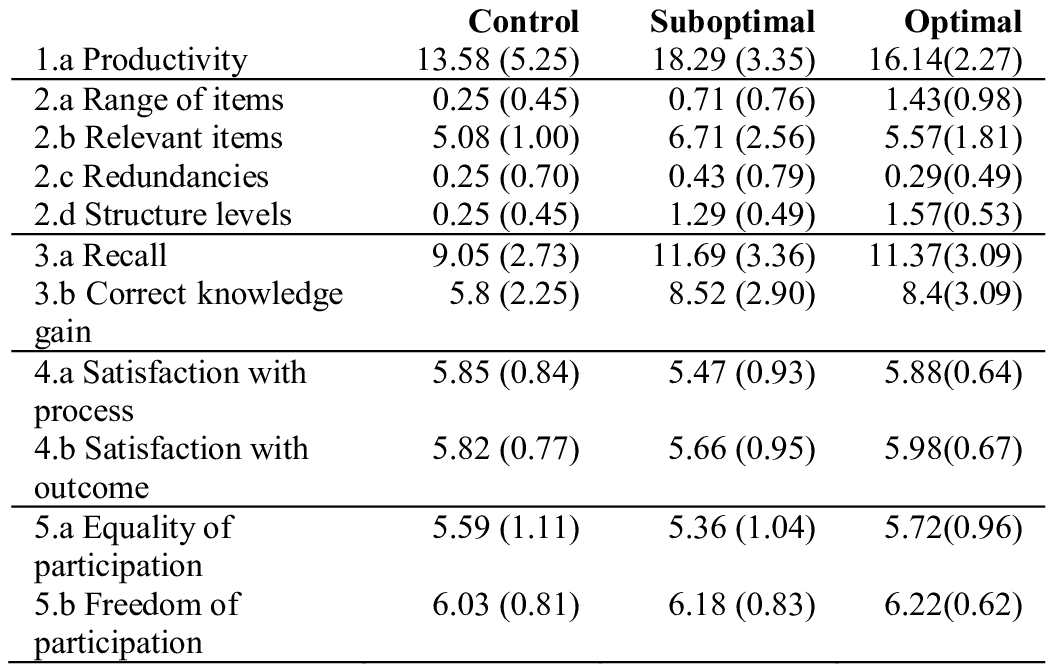 Control Suboptimal Optimal
1.a Productivity 13.58 (5.25) 18.29 (3.35) 16.14(2.27)
2.a Range of items 0.25 (0.45) 0.71 (0.76) 1.43(0.98)
2.b Relevant items 5.08 (1.00) 6.71 (2.56) 5.57(1.81)
2.c Redundancies 0.25 (0.70) 0.43 (0.79) 0.29(0.49)
2.d Structure levels 0.25 (0.45) 1.29 (0.49) 1.57(0.53)
3.a Recall 9.05 (2.73) 11.69 (3.36) 11.37(3.09)
3.b Correct knowledge 5.8 (2.25) 8.52 (2.90) 8.4(3.09)
gain
4.a Satisfaction with 5.85 (0.84) 5.47 (0.93) 5.88(0.64)
process
4.b Satisfaction with 5.82 (0.77) 5.66 (0.95) 5.98(0.67)
outcome
5.a Equality of 5.59 (1.11) 5.36 (1.04) 5.72(0.96)
participation
5.b Freedom of 6.03 (0.81) 6.18 (0.83) 6.22(0.62)
participation